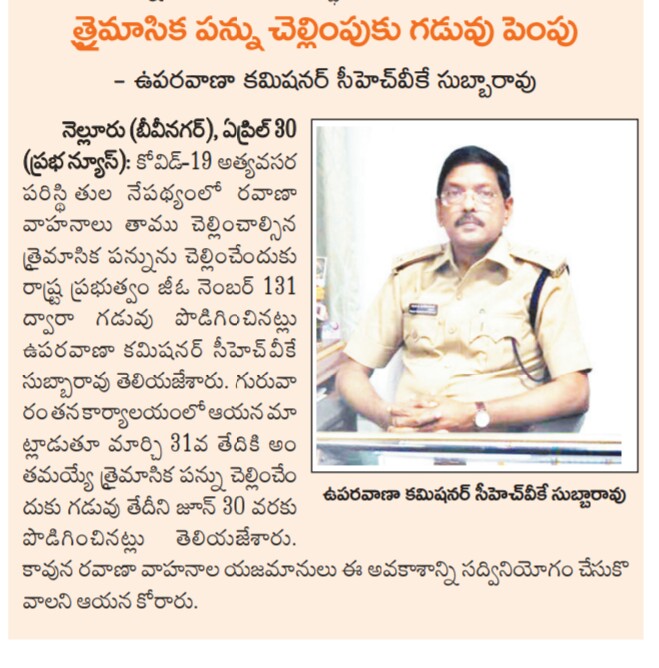 త్రైమాసిక పన్ను చెల్లింపుకు గడువు పెంపు
– ఉపరవాణా కమిషనర్ సీహెచ్‌వీకే సుబ్బారావు
నెల్లూరు (బీవీనగర్), ఏప్రిల్ 30
(ప్రభ న్యూస్): కోవిడ్-19 అత్యవసర
పరిస్థితుల నేపథ్యంలో రవాణా
వాహనాలు తాము చెల్లించాల్సిన
త్రైమాసిక పన్నును చెల్లించేందుకు
రాష్ట్ర ప్రభుత్వం జీఓ నెంబర్ 131
ద్వారా గడువు పొడిగించినట్లు
ఉపరవాణా కమిషనర్ సీహెచ్‌వీకే
సుబ్బారావు తెలియజేశారు. గురువా
రం తన కార్యాలయంలో ఆయన మా
ట్లాడుతూ మార్చి 31వ తేదికి అం
తమయ్యే త్రైమాసిక పన్ను చెల్లించేం
దుకు గడువు తేదీని జూన్ 30 వరకు
పొడిగించినట్లు తెలియజేశారు.
కావున రవాణా వాహనాల యజమానులు ఈ అవకాశాన్ని సద్వినియోగం చేసుకొ
వాలని ఆయన కోరారు.
ఉపరవాణా కమిషనర్ సీహెచ్‌వీకే సుబ్బారావు